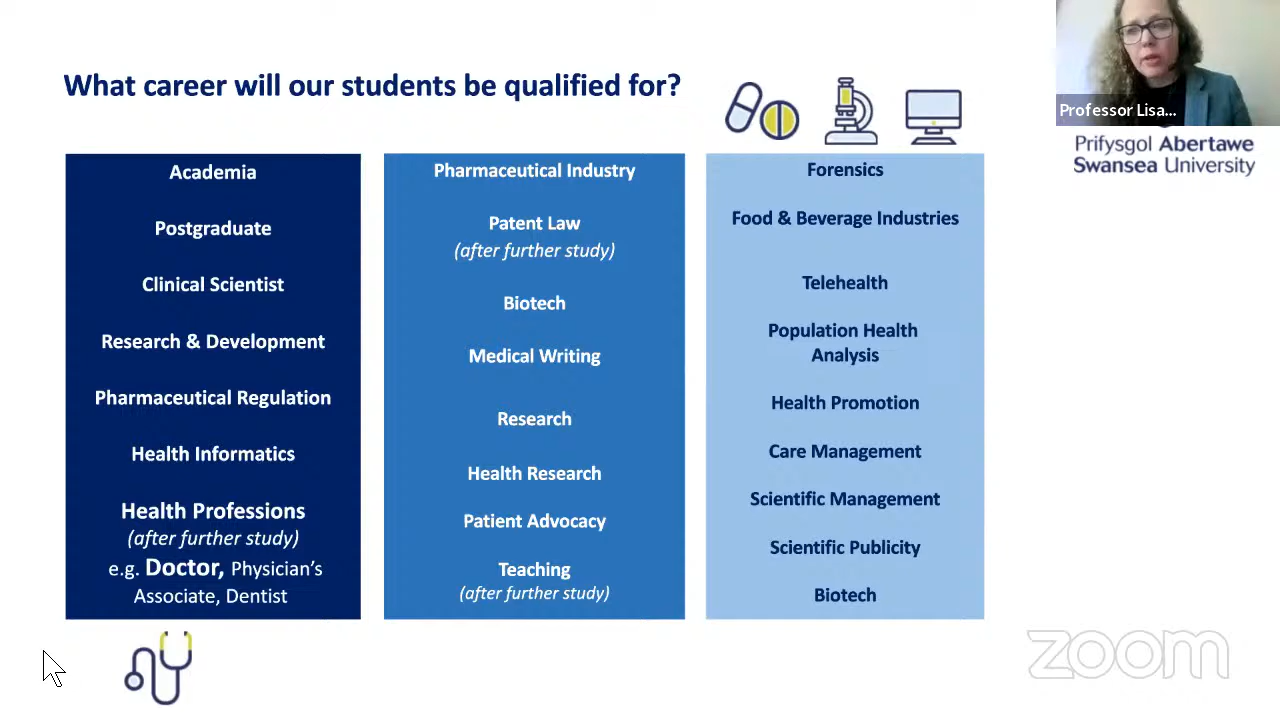 What career will our students be qualified for?
Professor Lisa...
Prifysgol Abertawe
Swansea University
Academia
Postgraduate
Clinical Scientist
Research & Development
Pharmaceutical Regulation
Health Informatics
Health Professions
(after further study)
e.g. Doctor, Physician's
Associate, Dentist
Pharmaceutical Industry
Patent Law
(after further study)
Biotech
Medical Writing
Research
Health Research
Patient Advocacy
Teaching
(after further study)
Forensics
Food & Beverage Industries
Telehealth
Population Health
Analysis
Health Promotion
Care Management
Scientific Management
Scientific Publicity
Biotech
zoom